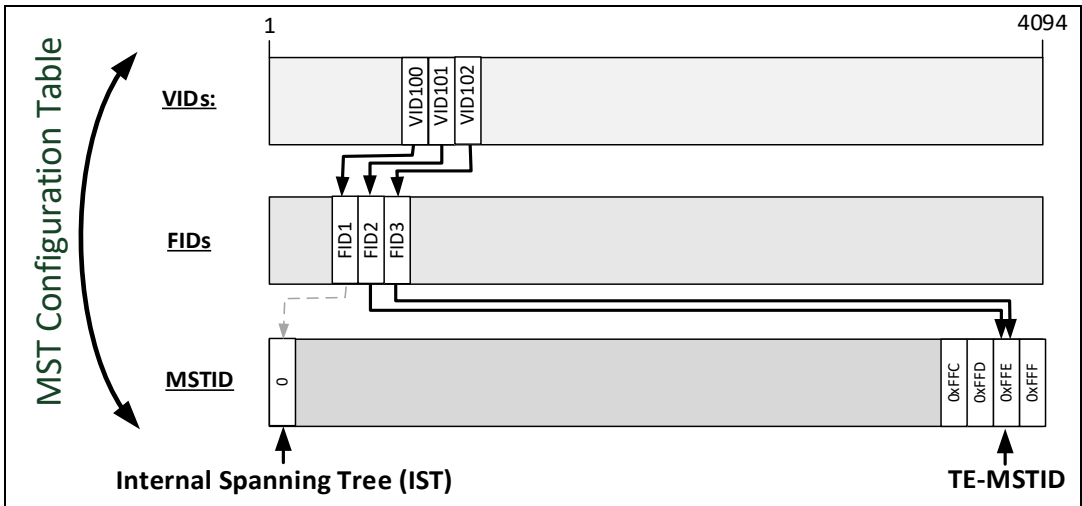 MST Configuration Table
1
4094
VIDs:
VID100
VID101
VID102
FIDs
FID1
FID2
FID3
MSTID
0
0xFFC
0xFFD
0xFFE
0xFFF
Internal Spanning Tree (IST)
TE-MSTID